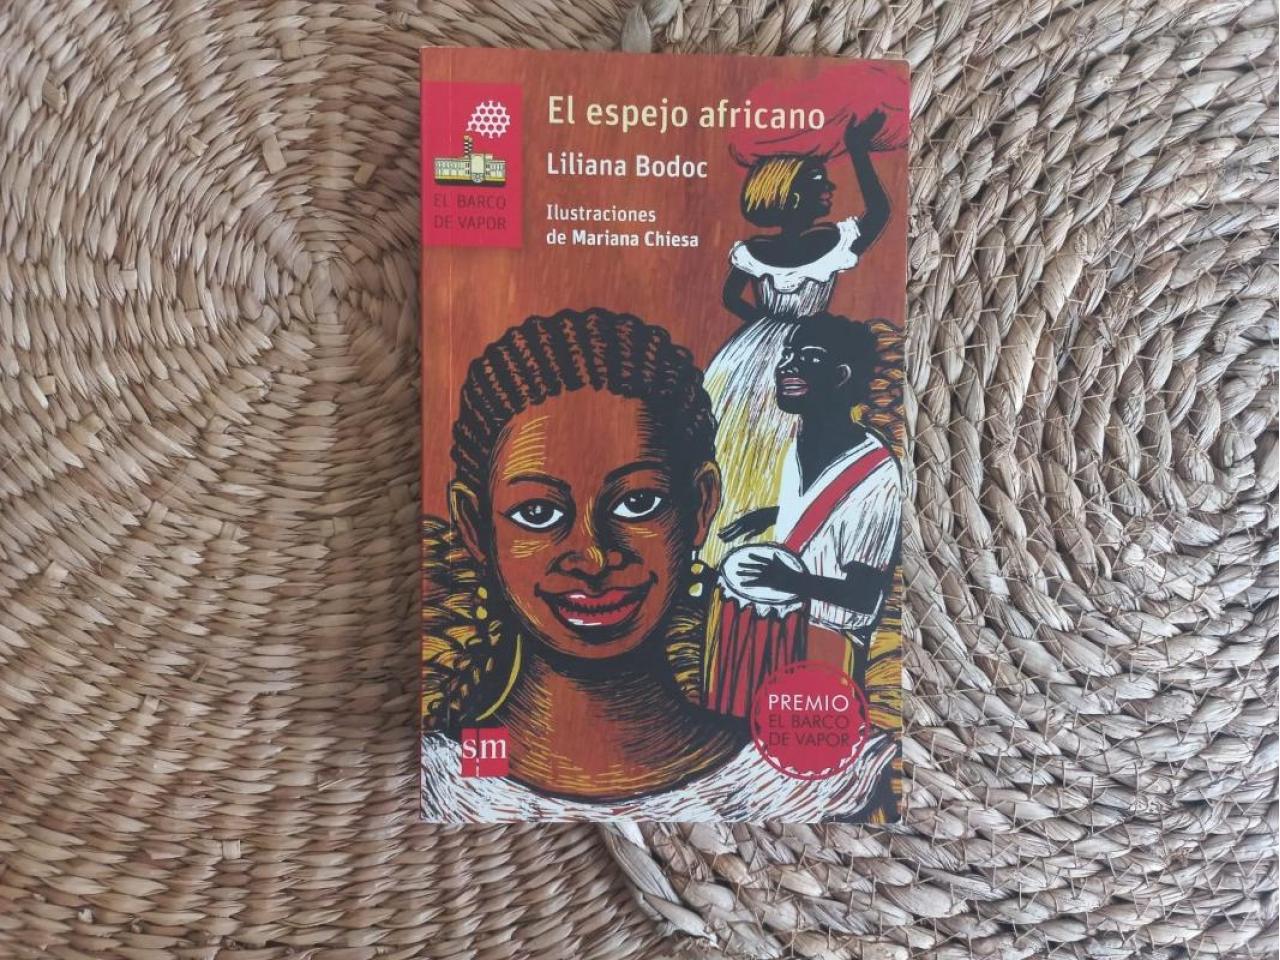 El espejo africano
Liliana Bodoc
Ilustraciones
de Mariana Chiesa
EL BARCO
DE VAPOR
PREMIO
EL BARCO
DE VAPOR
sm